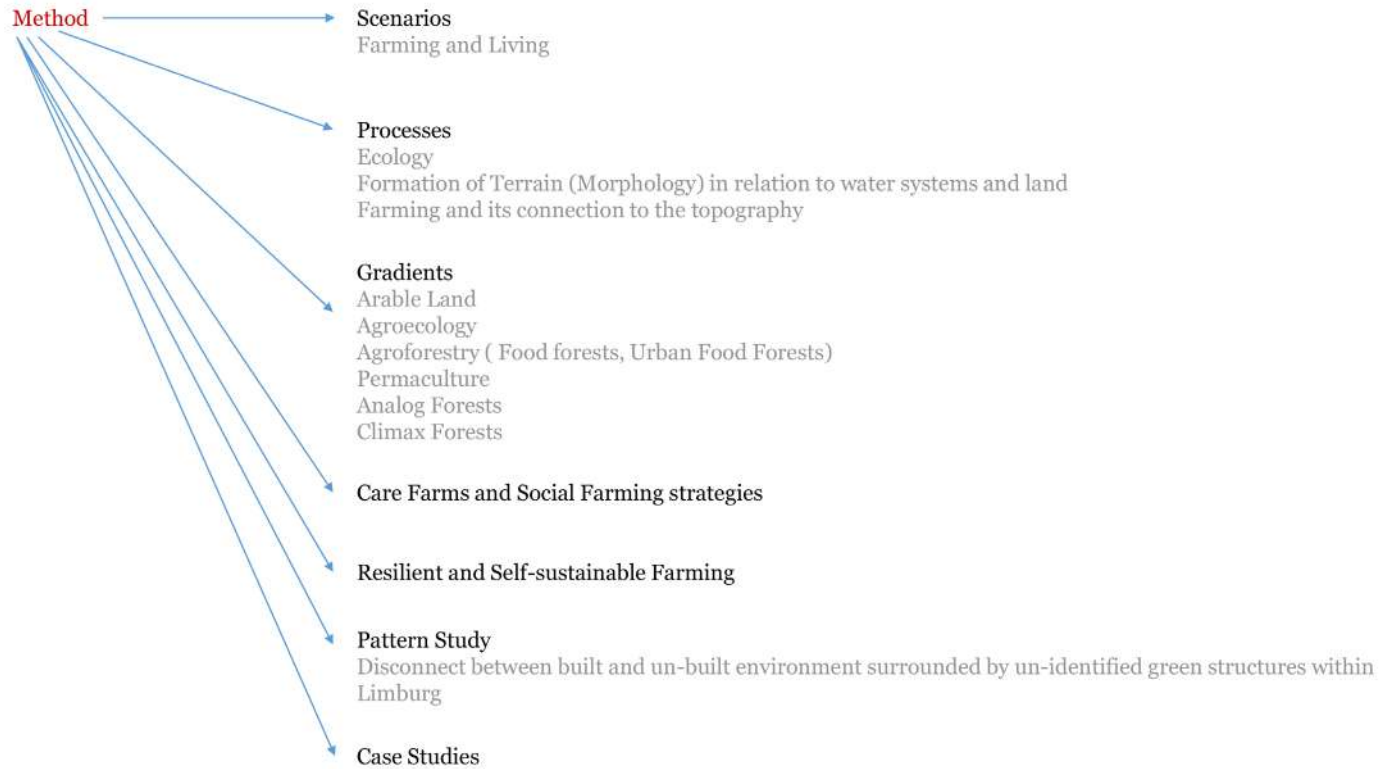 Method
Scenarios
Farming and Living
Processes
Ecology
Formation of Terrain (Morphology) in relation to water systems and land
Farming and its connection to the topography
Gradients
Arable Land
Agroecology
Agroforestry ( Food forests, Urban Food Forests)
Permaculture
Analog Forests
Climax Forests
Care Farms and Social Farming strategies
Resilient and Self-sustainable Farming
Pattern Study
Disconnect between built and un-built environment surrounded by un-identified green structures within
Limburg
Case Studies